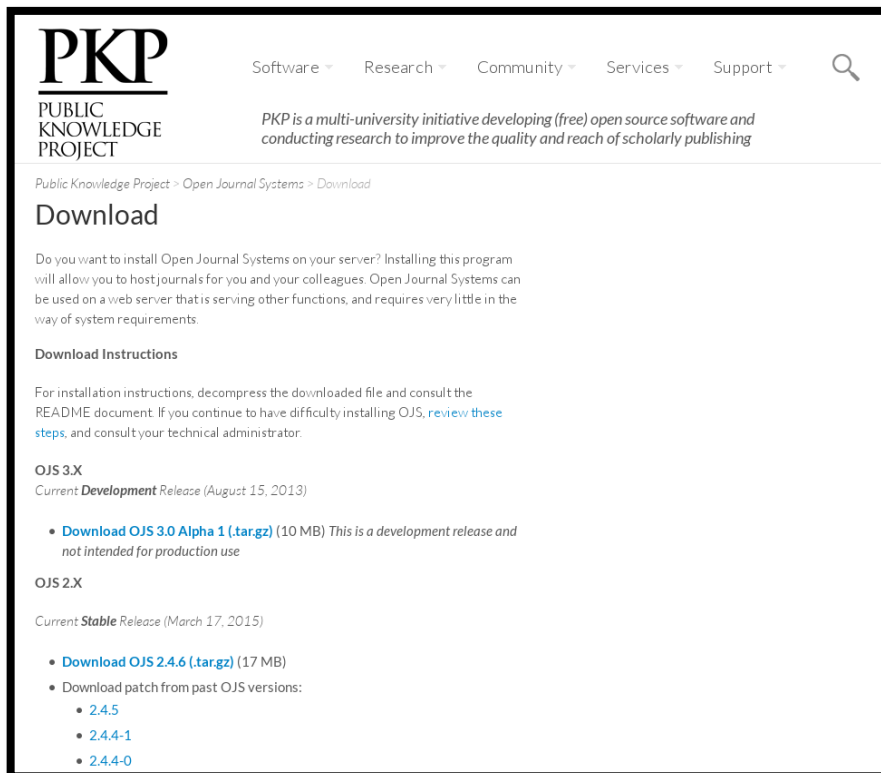 PKP
PUBLIC
KNOWLEDGE
PROJECT
Software Research Community Services Support
PKP is a multi-university initiative developing (free) open source software and
conducting research to improve the quality and reach of scholarly publishing
Public Knowledge Project > Open Journal Systems > Download
Download
Do you want to install Open Journal Systems on your server? Installing this program
will allow you to host journals for you and your colleagues. Open Journal Systems can
be used on a web server that is serving other functions, and requires very little in the
way of system requirements.
Download Instructions
For installation instructions, decompress the downloaded file and consult the
README document. If you continue to have difficulty installing OJS, review these
steps, and consult your technical administrator.
OJS 3.X
Current Development Release (August 15, 2013)
• Download OJS 3.0 Alpha 1 (.tar.gz) (10 MB) This is a development release and
not intended for production use
OJS 2.X
Current Stable Release (March 17, 2015)
• Download OJS 2.4.6 (.tar.gz) (17 MB)
• Download patch from past OJS versions:
• 2.4.5
• 2.4.4-1
• 2.4.4-0